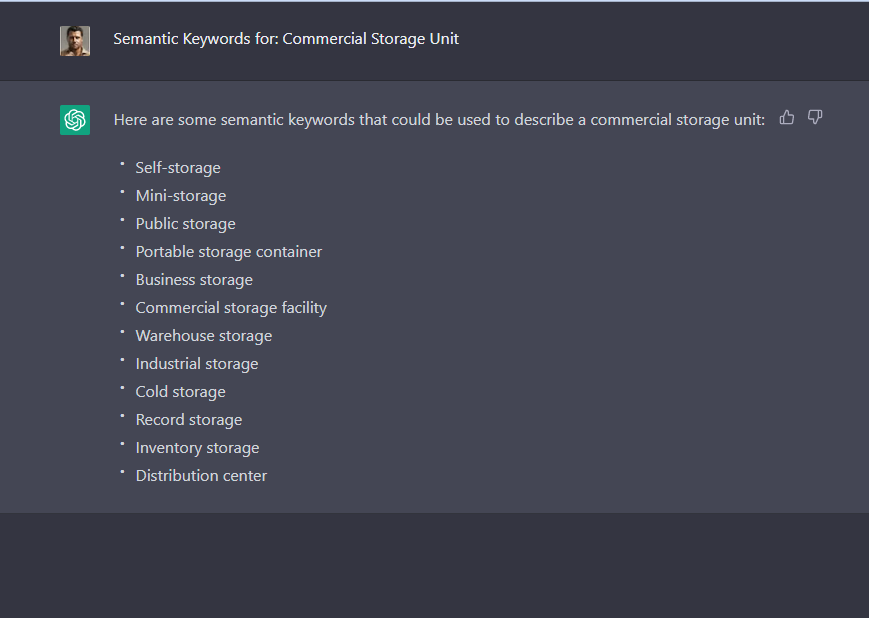 Semantic Keywords for: Commercial Storage Unit
Here are some semantic keywords that could be used to describe a commercial storage unit:
• Self-storage
• Mini-storage
• Public storage
• Portable storage container
• Business storage
• Commercial storage facility
• Warehouse storage
• Industrial storage
• Cold storage
• Record storage
• Inventory storage
• Distribution center